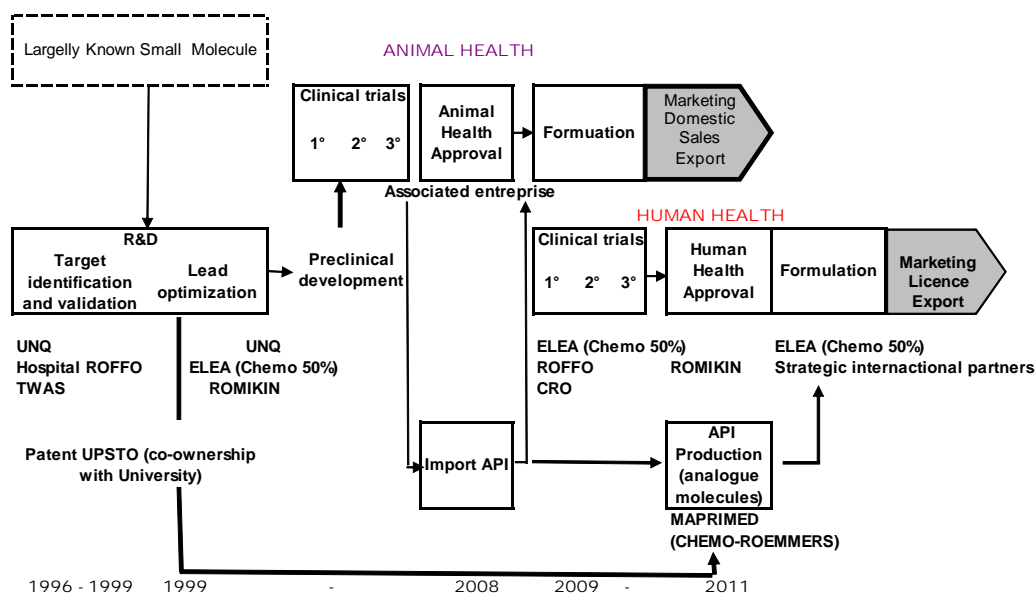 Largelly Known Small Molecule
ANIMAL HEALTH
Clinical trials
1° 2° 3°
Animal
Health
Approval
Formuation
Marketing
Domestic
Sales
Export
Associated entreprise
HUMAN HEALTH
R&D
Target
identification
and validation
Lead
optimization
Preclinical
development
Clinical trials
1° 2° 3°
Human
Health
Approval
Formulation
Marketing
Licence
Export
UNQ
Hospital ROFFO
TWAS
UNQ
ELEA (Chemo 50%)
ROMIKIN
ELEA (Chemo 50%)
ROFFO
CRO
ROMIKIN
ELEA (Chemo 50%)
Strategic internactional partners
Patent UPSTO (co-ownership
with University)
Import API
API
Production
(analogue
molecules)
MAPRIMED
(CHEMO-ROEMMERS)
1996 - 1999 1999 - 2008 2009 - 2011